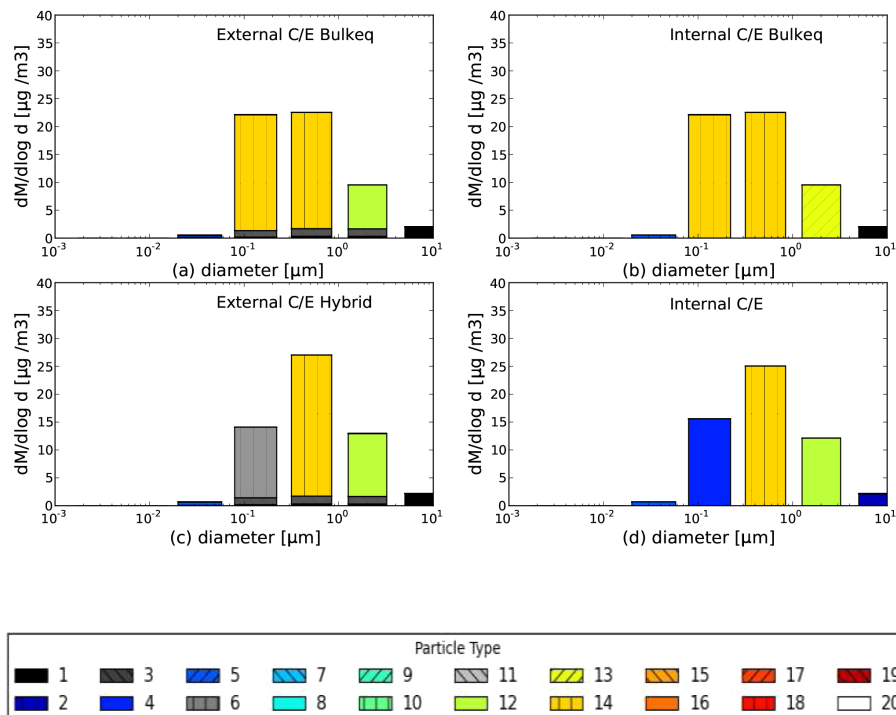 External C/E Bulkeq
dM/dlog d [µg /m3]
40
35
30
25
20
15
10
5
0
10^-3 10^-2 10^-1 10^0 10^1
(a) diameter [µm]
Internal C/E Bulkeq
dM/dlog d [µg /m3]
40
35
30
25
20
15
10
5
0
10^-3 10^-2 10^-1 10^0 10^1
(b) diameter [µm]
External C/E Hybrid
dM/dlog d [µg /m3]
40
35
30
25
20
15
10
5
0
10^-3 10^-2 10^-1 10^0 10^1
(c) diameter [µm]
Internal C/E
dM/dlog d [µg /m3]
40
35
30
25
20
15
10
5
0
10^-3 10^-2 10^-1 10^0 10^1
(d) diameter [µm]
Particle Type
1 3 5 7 9 11 13 15 17 19
2 4 6 8 10 12 14 16 18 20